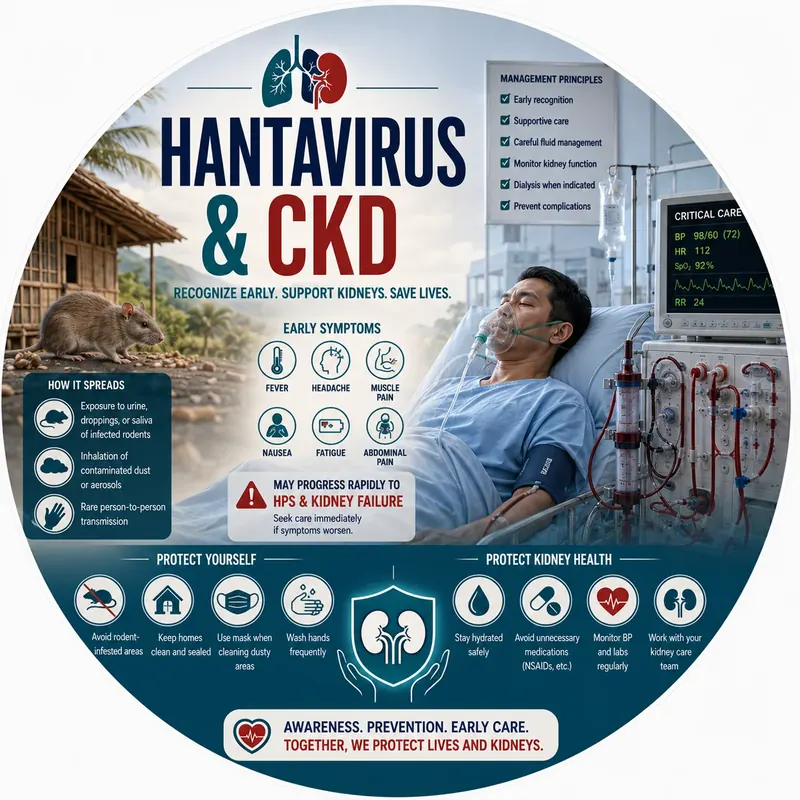 HANTAVIRUS
& CKD
RECOGNIZE EARLY. SUPPORT KIDNEYS. SAVE LIVES.
MANAGEMENT PRINCIPLES
Early recognition
Supportive care
Careful fluid management
Monitor kidney function
Dialysis when indicated
Prevent complications
CRITICAL CARE
BP 98/60 (72)
HR 112
SpO₂ 92%
RR 24
EARLY SYMPTOMS
FEVER
HEADACHE
MUSCLE
PAIN
NAUSEA
FATIGUE
ABDOMINAL
PAIN
HOW IT SPREADS
Exposure to urine,
droppings, or saliva
of infected rodents
Inhalation of
contaminated dust
or aerosols
Rare person-to-person
transmission
MAY PROGRESS RAPIDLY TO
HPS & KIDNEY FAILURE
Seek care immediately
if symptoms worsen.
PROTECT YOURSELF
Avoid rodent-
infested areas
Keep homes
clean and sealed
Use mask when
cleaning dusty
areas
Wash hands
frequently
PROTECT KIDNEY HEALTH
Stay hydrated
safely
Avoid unnecessary
medications
(NSAIDs, etc.)
Monitor BP
and labs
regularly
Work with your
kidney care
team
AWARENESS. PREVENTION. EARLY CARE.
TOGETHER, WE PROTECT LIVES AND KIDNEYS.